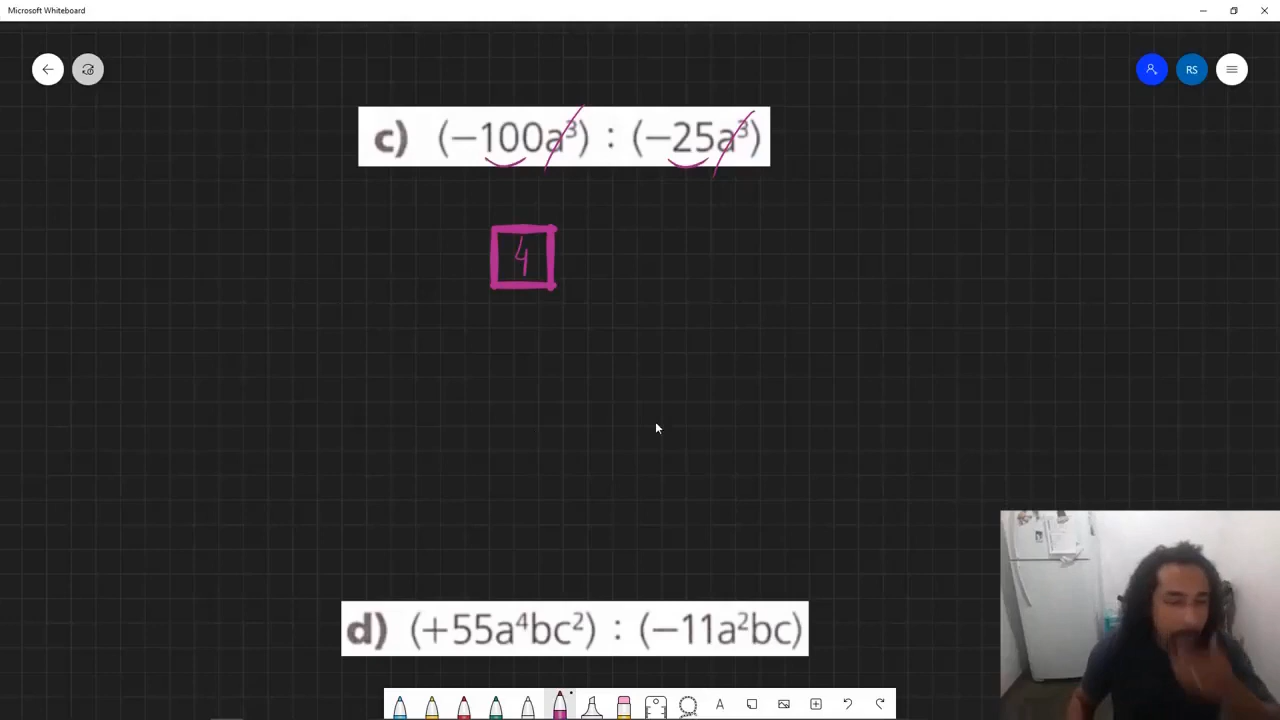 Microsoft Whiteboard
RS
c) (−100a³) : (−25a³)
4
d) (+55a⁴bc²) : (−11a²bc)
A